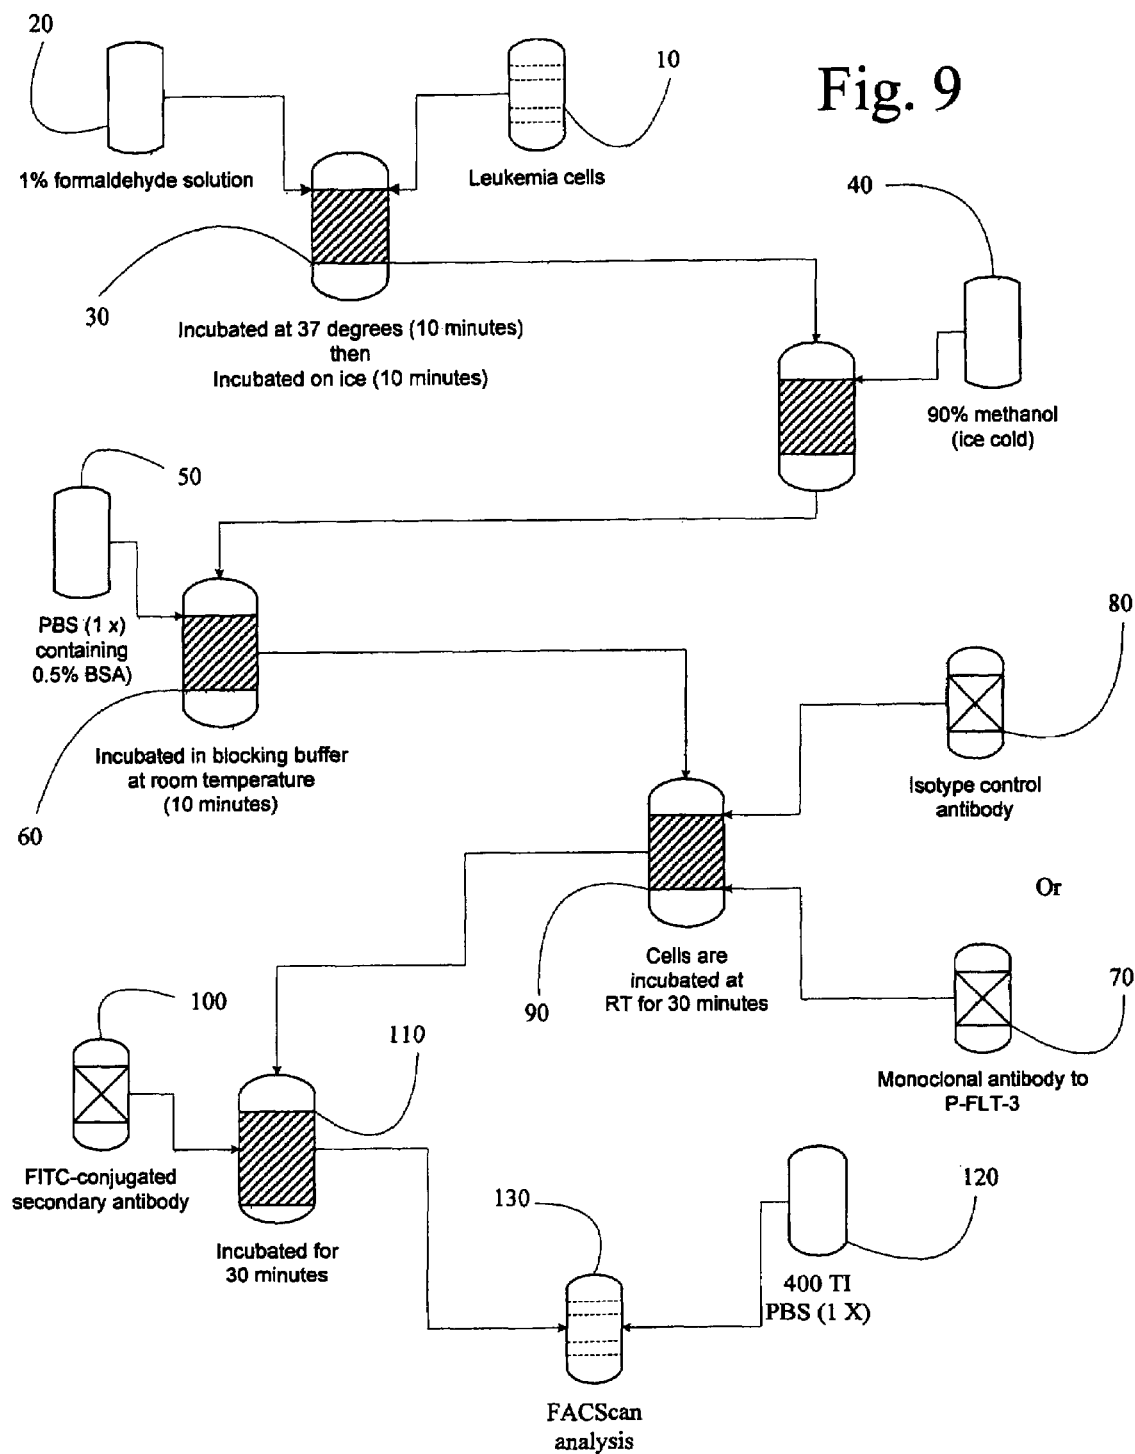 20
10
Fig. 9
1% formaldehyde solution
Leukemia cells
40
30
Incubated at 37 degrees (10 minutes)
then
Incubated on ice (10 minutes)
90% methanol
(ice cold)
50
PBS (1 x)
containing
0.5% BSA)
80
Incubated in blocking buffer
at room temperature
(10 minutes)
60
Isotype control
antibody
Or
Cells are
incubated at
RT for 30 minutes
90
70
100
110
Monoclonal antibody to
P-FLT-3
FITC-conjugated
secondary antibody
130
120
Incubated for
30 minutes
400 TI
PBS (1 X)
FACScan
analysis